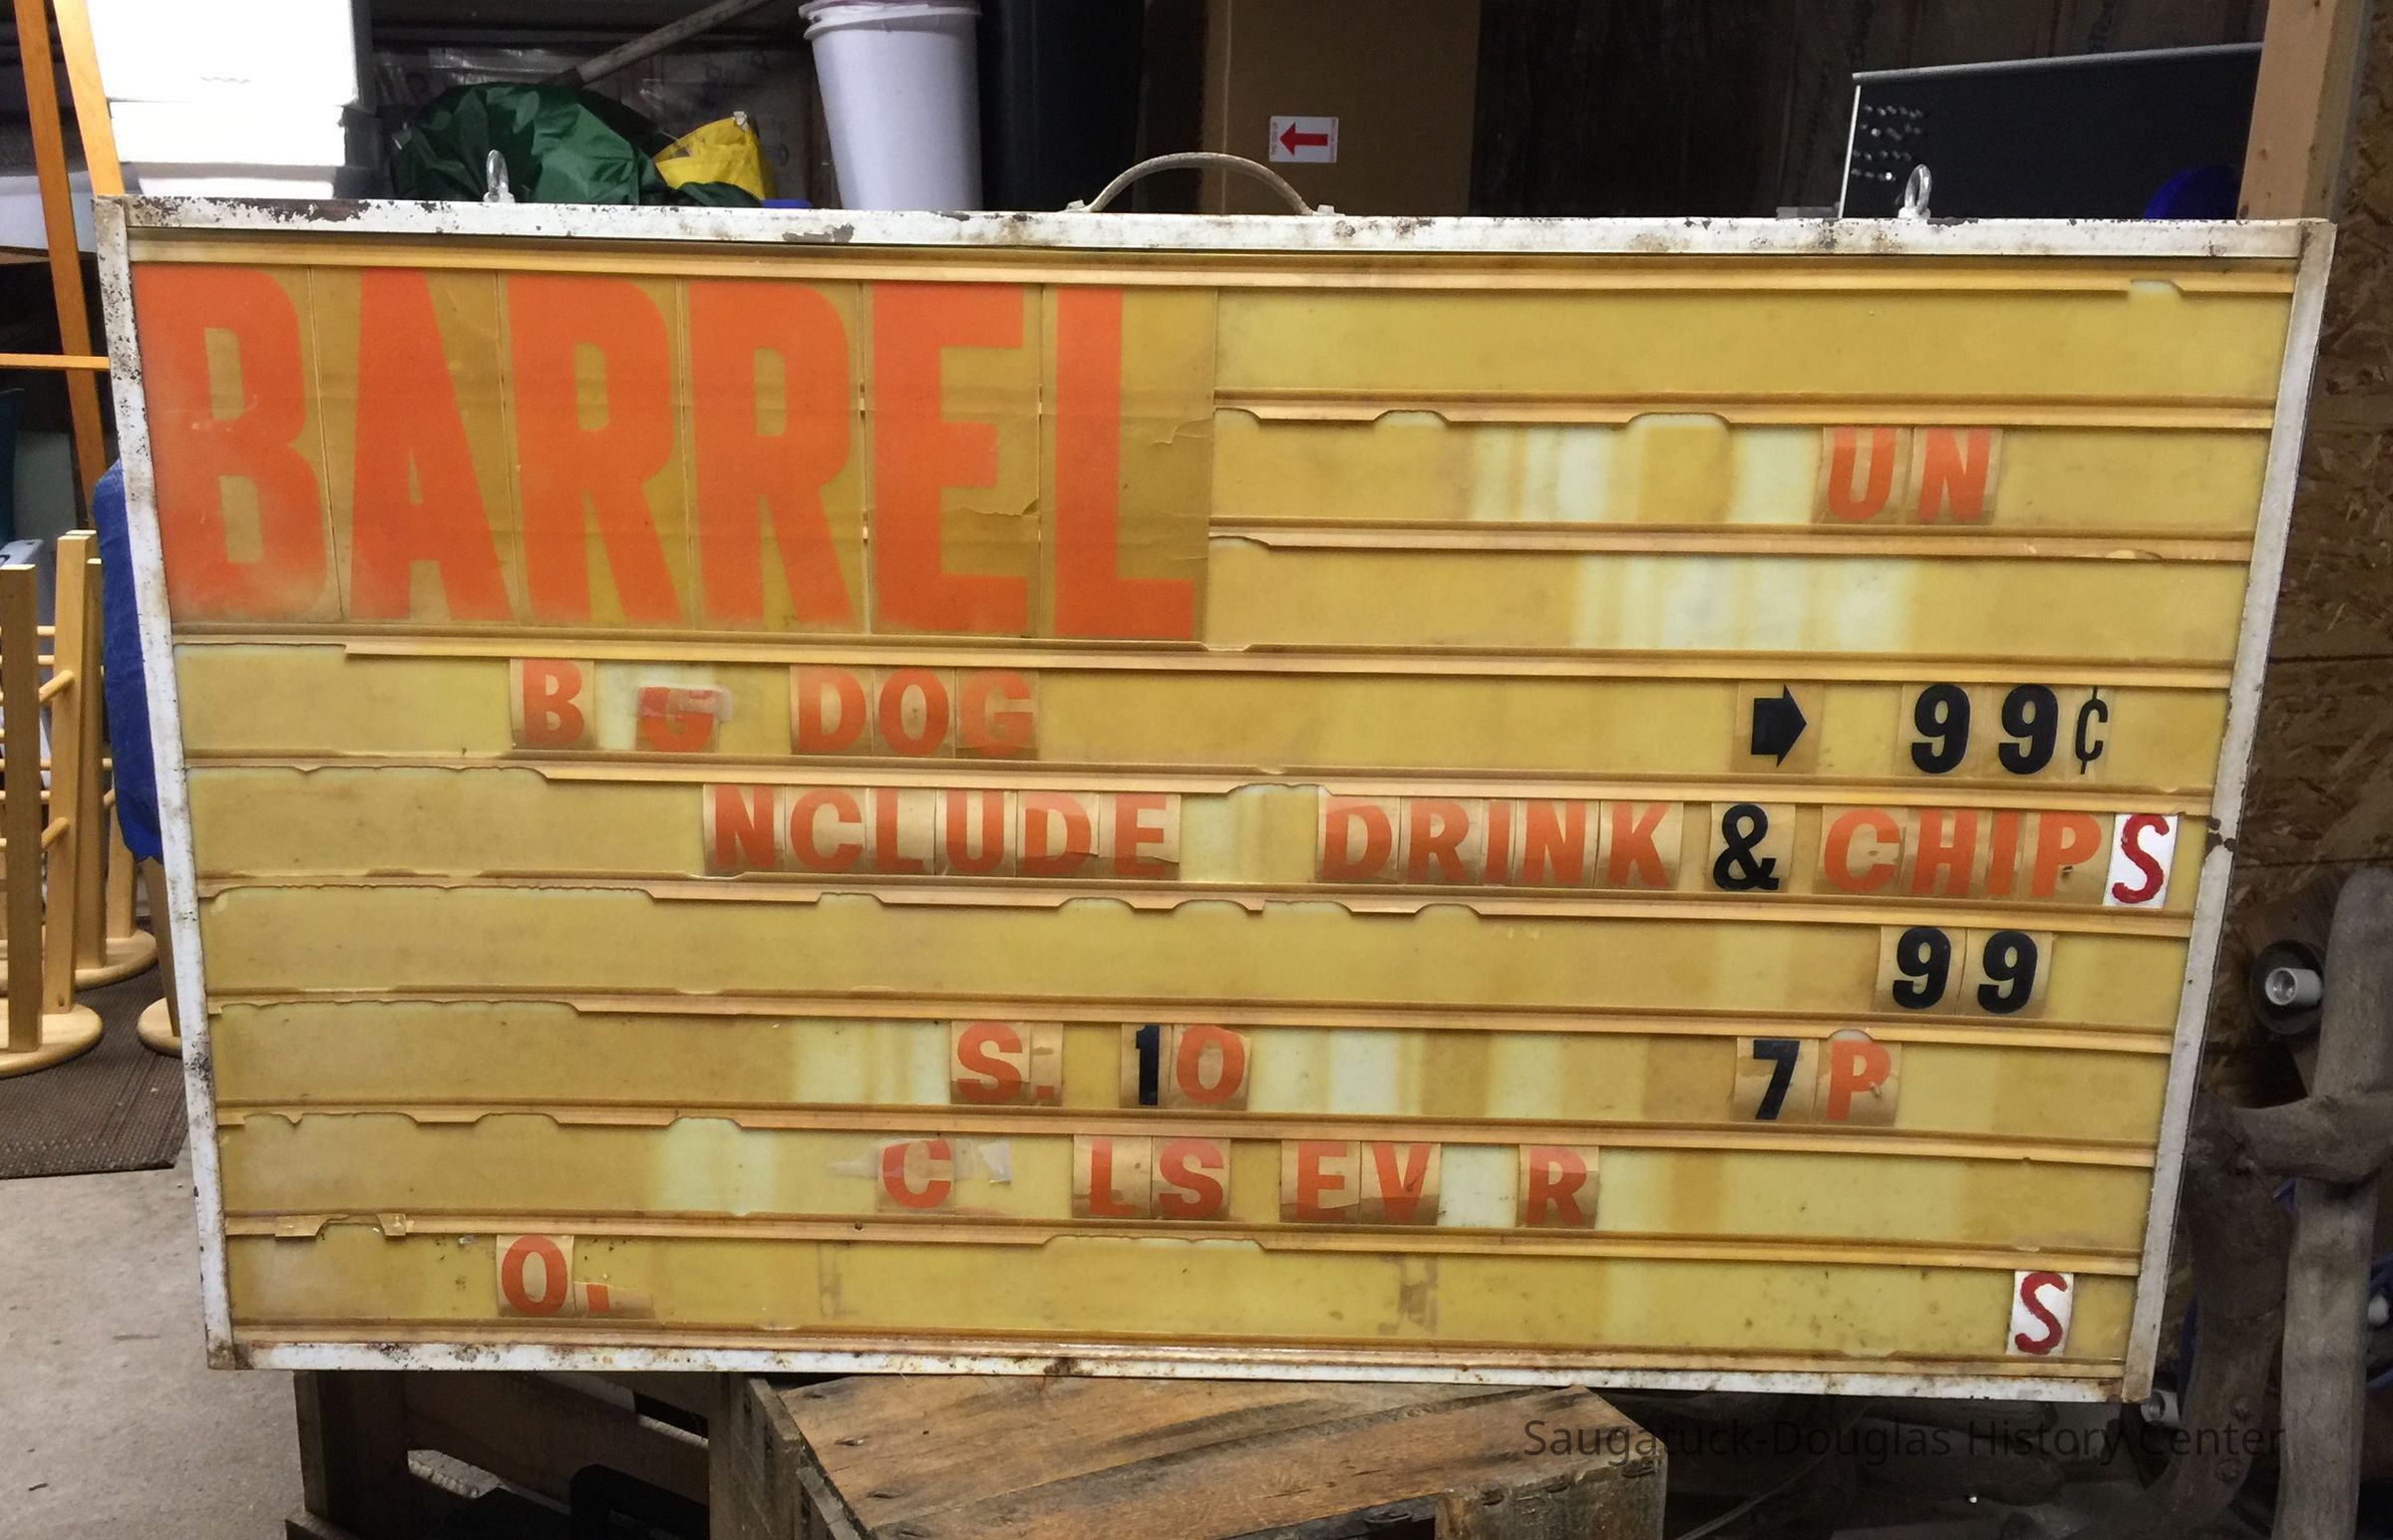 BARREL
UN
B G DOG ➡ 99¢
NCLUDE DRINK & CHIPS
99
S. 10 7P
C LS EV R
O. S
Saugatuck-Douglas History Center